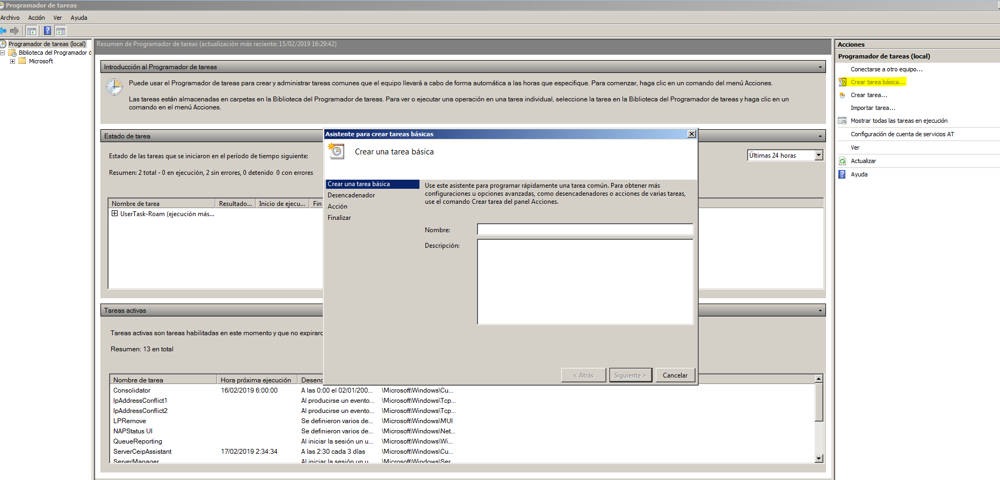 Programador de tareas
Archivo Acción Ver Ayuda
Programador de tareas (local)
Biblioteca del Programador d
Microsoft
Resumen de Programador de tareas (actualización más reciente: 15/02/2019 16:29:42)
Introducción al Programador de tareas
Puede usar el Programador de tareas para crear y administrar tareas comunes que el equipo llevará a cabo de forma automática a las horas que especifique. Para comenzar, haga clic en un comando del menú Acciones.
Las tareas están almacenadas en carpetas en la Biblioteca del Programador de tareas. Para ver o ejecutar una operación en una tarea individual, seleccione la tarea en la Biblioteca del Programador de tareas y haga clic en un
comando en el menú Acciones.
Estado de tarea
Estado de las tareas que se iniciaron en el período de tiempo siguiente:
Últimas 24 horas
Resumen: 2 total - 0 en ejecución, 2 sin errores, 0 detenido 0 con errores
Nombre de tarea Resultado... Inicio de ejecu... Fin
UserTask-Roam (ejecución más...
Asistente para crear tareas básicas
Crear una tarea básica
Crear una tarea básica
Desencadenador
Acción
Finalizar
Use este asistente para programar rápidamente una tarea común. Para obtener más
configuraciones u opciones avanzadas, como desencadenadores o acciones de varias tareas,
use el comando Crear tarea del panel Acciones.
Nombre:
Descripción:
< Atrás Siguiente > Cancelar
Tareas activas
Tareas activas son tareas habilitadas en este momento y que no expirarc
Resumen: 13 en total
Nombre de tarea Hora próxima ejecución Desenc
Consolidator 16/02/2019 6:00:00 A las 0:00 el 02/01/200... \Microsoft\Windows\Cu...
IpAddressConflict1 Al producirse un evento... \Microsoft\Windows\Tcp...
IpAddressConflict2 Al producirse un evento... \Microsoft\Windows\Tcp...
LPRemove Se definieron varios de... \Microsoft\Windows\MUI
NAPStatus UI Se definieron varios de... \Microsoft\Windows\Net...
QueueReporting Al iniciar la sesión un u... \Microsoft\Windows\Wi...
ServerCeipAssistant 17/02/2019 2:34:34 A las 2:30 cada 3 días \Microsoft\Windows\Cu...
ServerManager Al iniciar la sesión un u... \Microsoft\Windows\Ser...
Acciones
Programador de tareas (local)
Conectarse a otro equipo...
Crear tarea básica...
Crear tarea...
Importar tarea...
Mostrar todas las tareas en ejecución
Configuración de cuenta de servicios AT
Ver
Actualizar
Ayuda